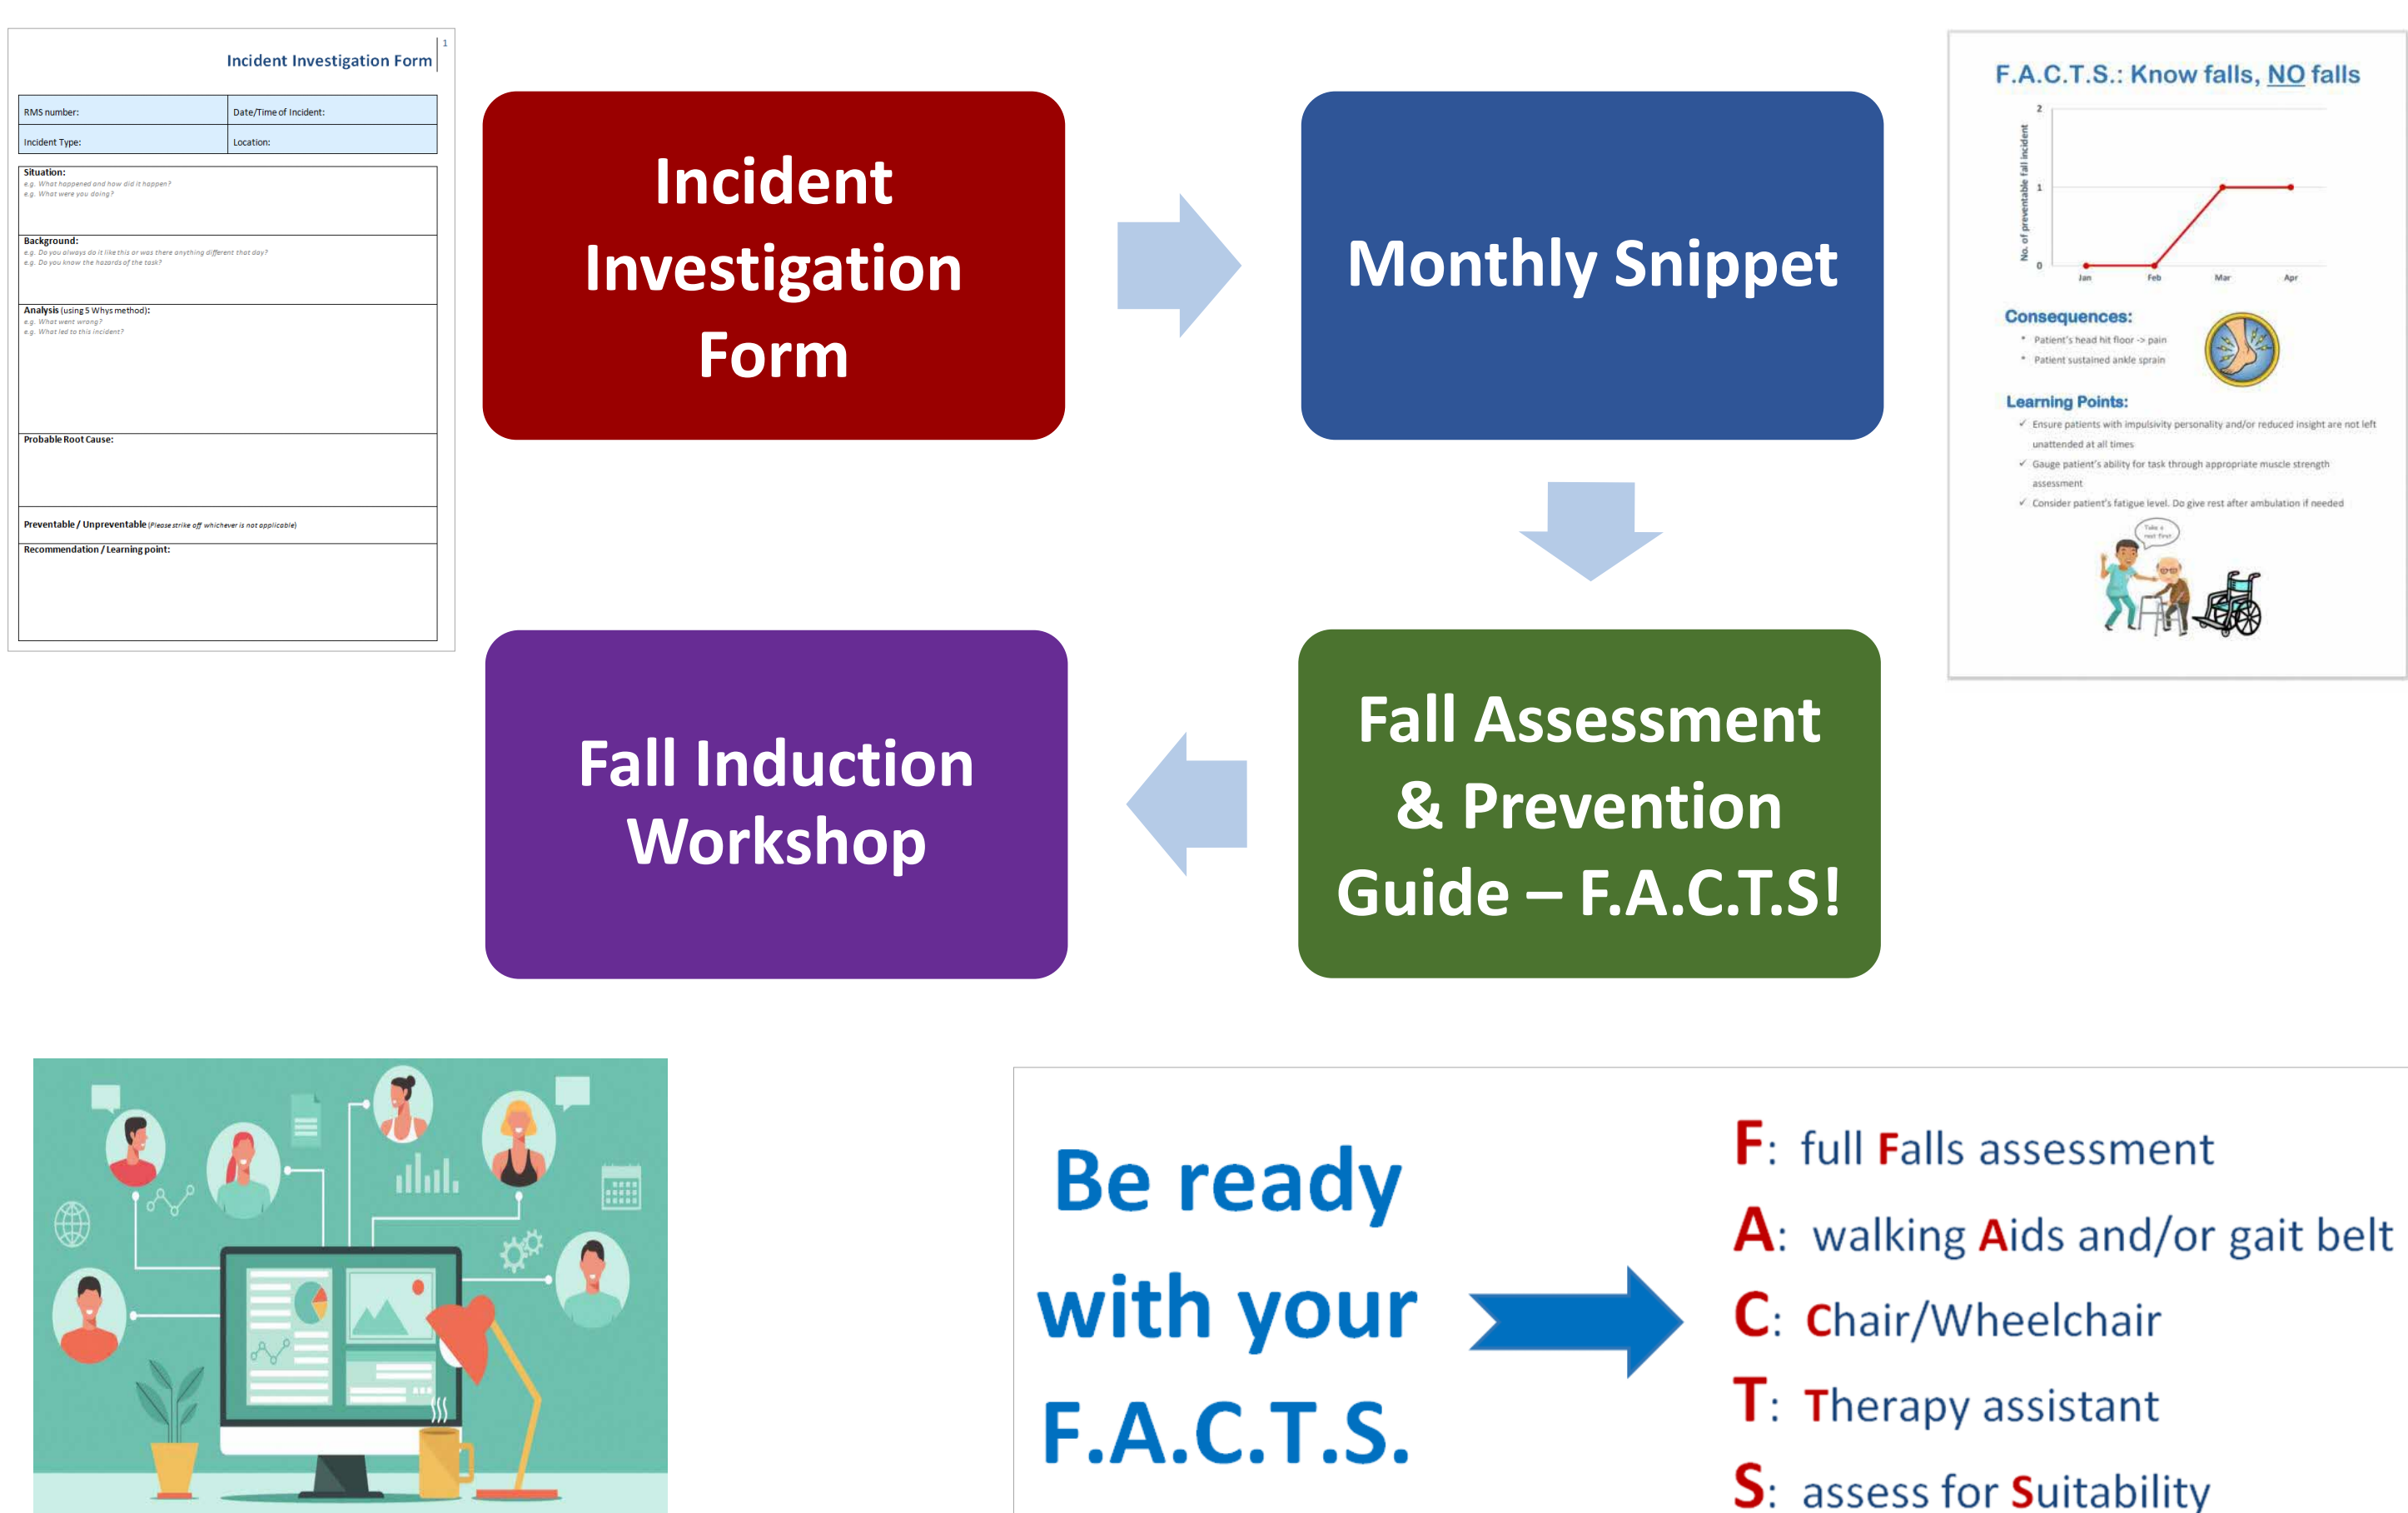 1
Incident Investigation Form
RMS number:
Date/Time of Incident:
Incident Type:
Location:
Situation:
e.g. What happened and how did it happen?
e.g. What were you doing?
Background:
e.g. Do you always do it like this or was there anything different that day?
e.g. Do you know the hazards of the task?
Analysis (using 5 Whys method):
e.g. What went wrong?
e.g. What led to this incident?
Probable Root Cause:
Preventable / Unpreventable (Please strike off whichever is not applicable)
Recommendation / Learning point:
Incident
Investigation
Form
Monthly Snippet
F.A.C.T.S.: Know falls, NO falls
No. of preventable fall incident
2
1
0
Jan
Feb
Mar
Apr
Consequences:
* Patient's head hit floor -> pain
* Patient sustained ankle sprain
Learning Points:
✓ Ensure patients with impulsivity personality and/or reduced insight are not left
unattended at all times
✓ Gauge patient's ability for task through appropriate muscle strength
assessment
✓ Consider patient's fatigue level. Do give rest after ambulation if needed
Take a
rest first
Fall Induction
Workshop
Fall Assessment
& Prevention
Guide – F.A.C.T.S!
Be ready
with your
F.A.C.T.S.
F: full Falls assessment
A: walking Aids and/or gait belt
C: Chair/Wheelchair
T: Therapy assistant
S: assess for Suitability